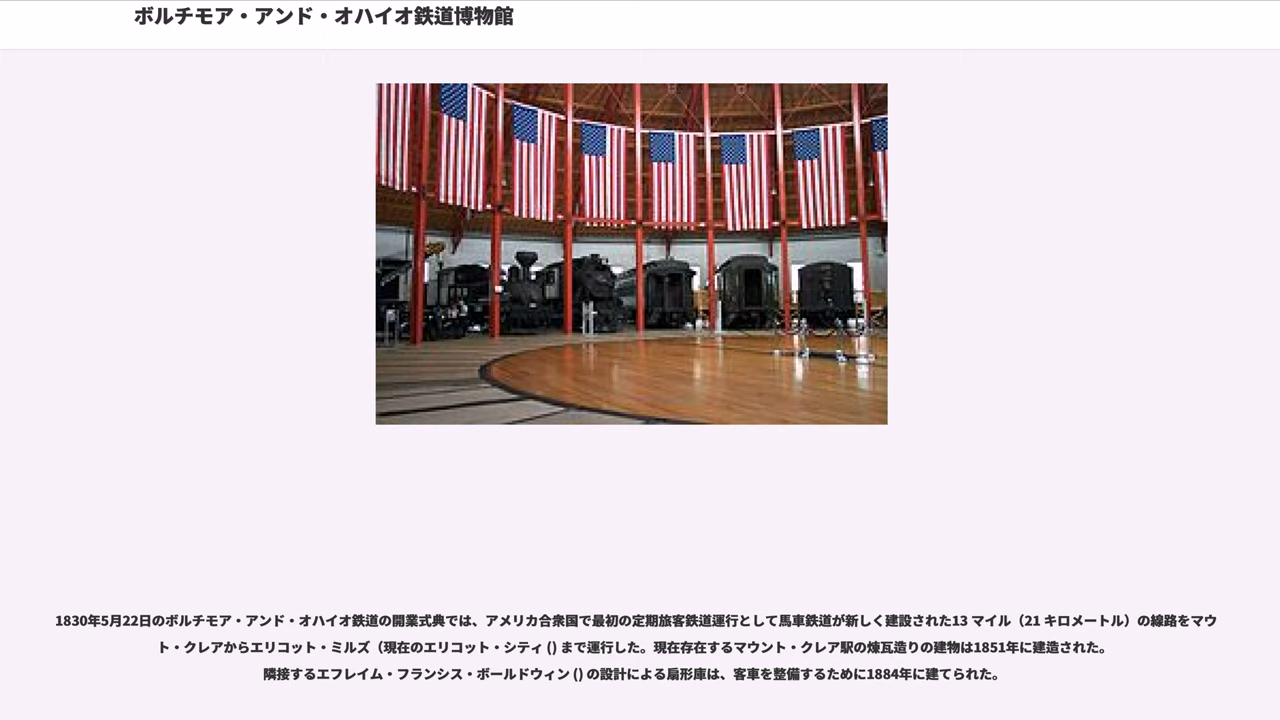 ボルチモア・アンド・オハイオ鉄道博物館
1830年5月22日のボルチモア・アンド・オハイオ鉄道の開業式典では、アメリカ合衆国で最初の定期旅客鉄道運行として馬車鉄道が新しく建設された13 マイル（21 キロメートル）の線路をマウ
ント・クレアからエリコット・ミルズ（現在のエリコット・シティ () まで運行した。現在存在するマウント・クレア駅の煉瓦造りの建物は1851年に建造された。
隣接するエフレイム・フランシス・ボールドウィン () の設計による扇形庫は、客車を整備するために1884年に建てられた。